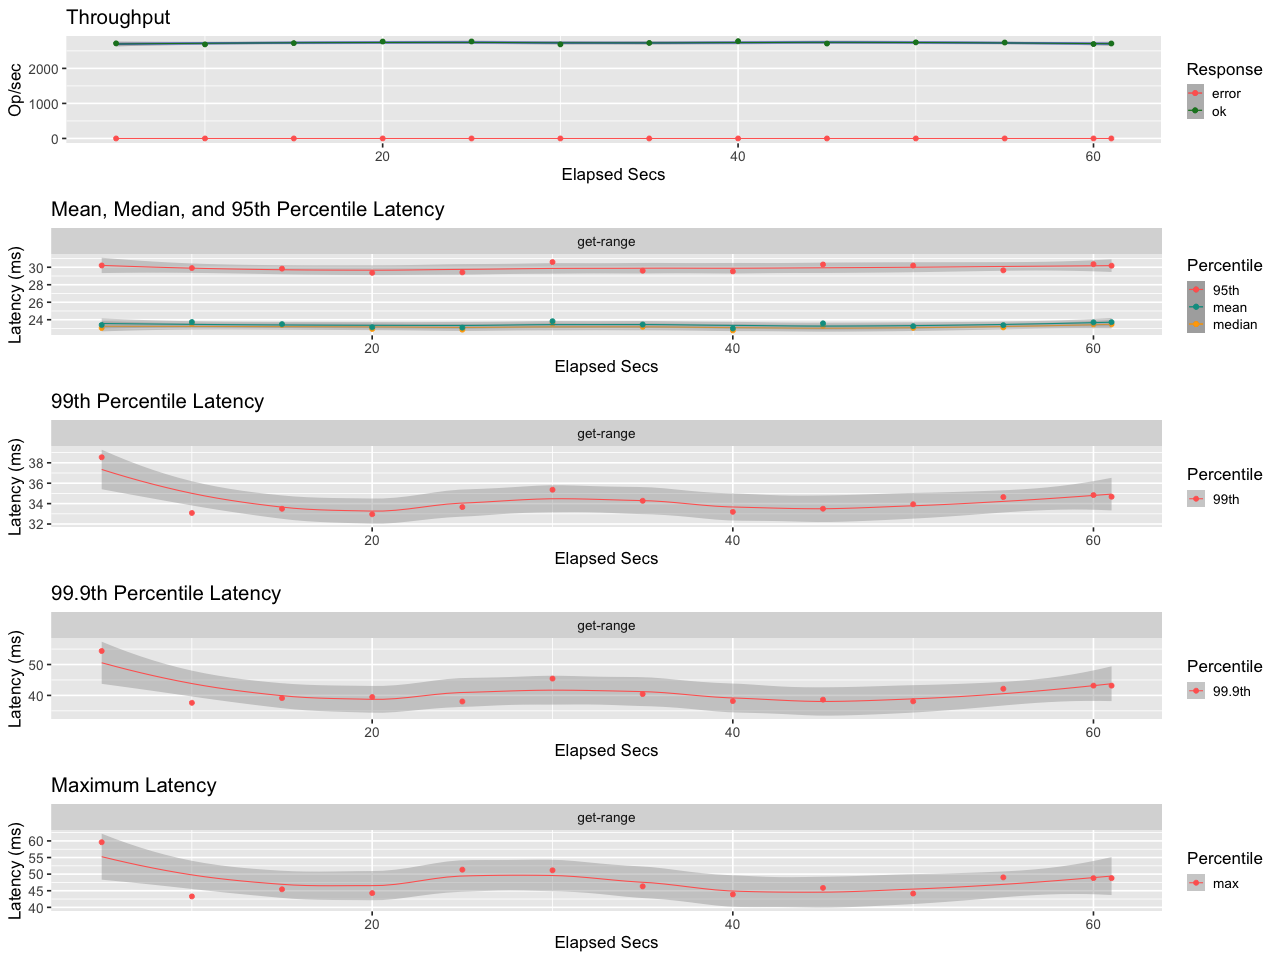 Throughput
Op/sec
2000
1000
0
20
40
60
Elapsed Secs
Response
error
ok
Mean, Median, and 95th Percentile Latency
get-range
Latency (ms)
30
28
26
24
20
40
60
Elapsed Secs
Percentile
95th
mean
median
99th Percentile Latency
get-range
Latency (ms)
38
36
34
32
20
40
60
Elapsed Secs
Percentile
99th
99.9th Percentile Latency
get-range
Latency (ms)
50
40
20
40
60
Elapsed Secs
Percentile
99.9th
Maximum Latency
get-range
Latency (ms)
60
55
50
45
40
20
40
60
Elapsed Secs
Percentile
max